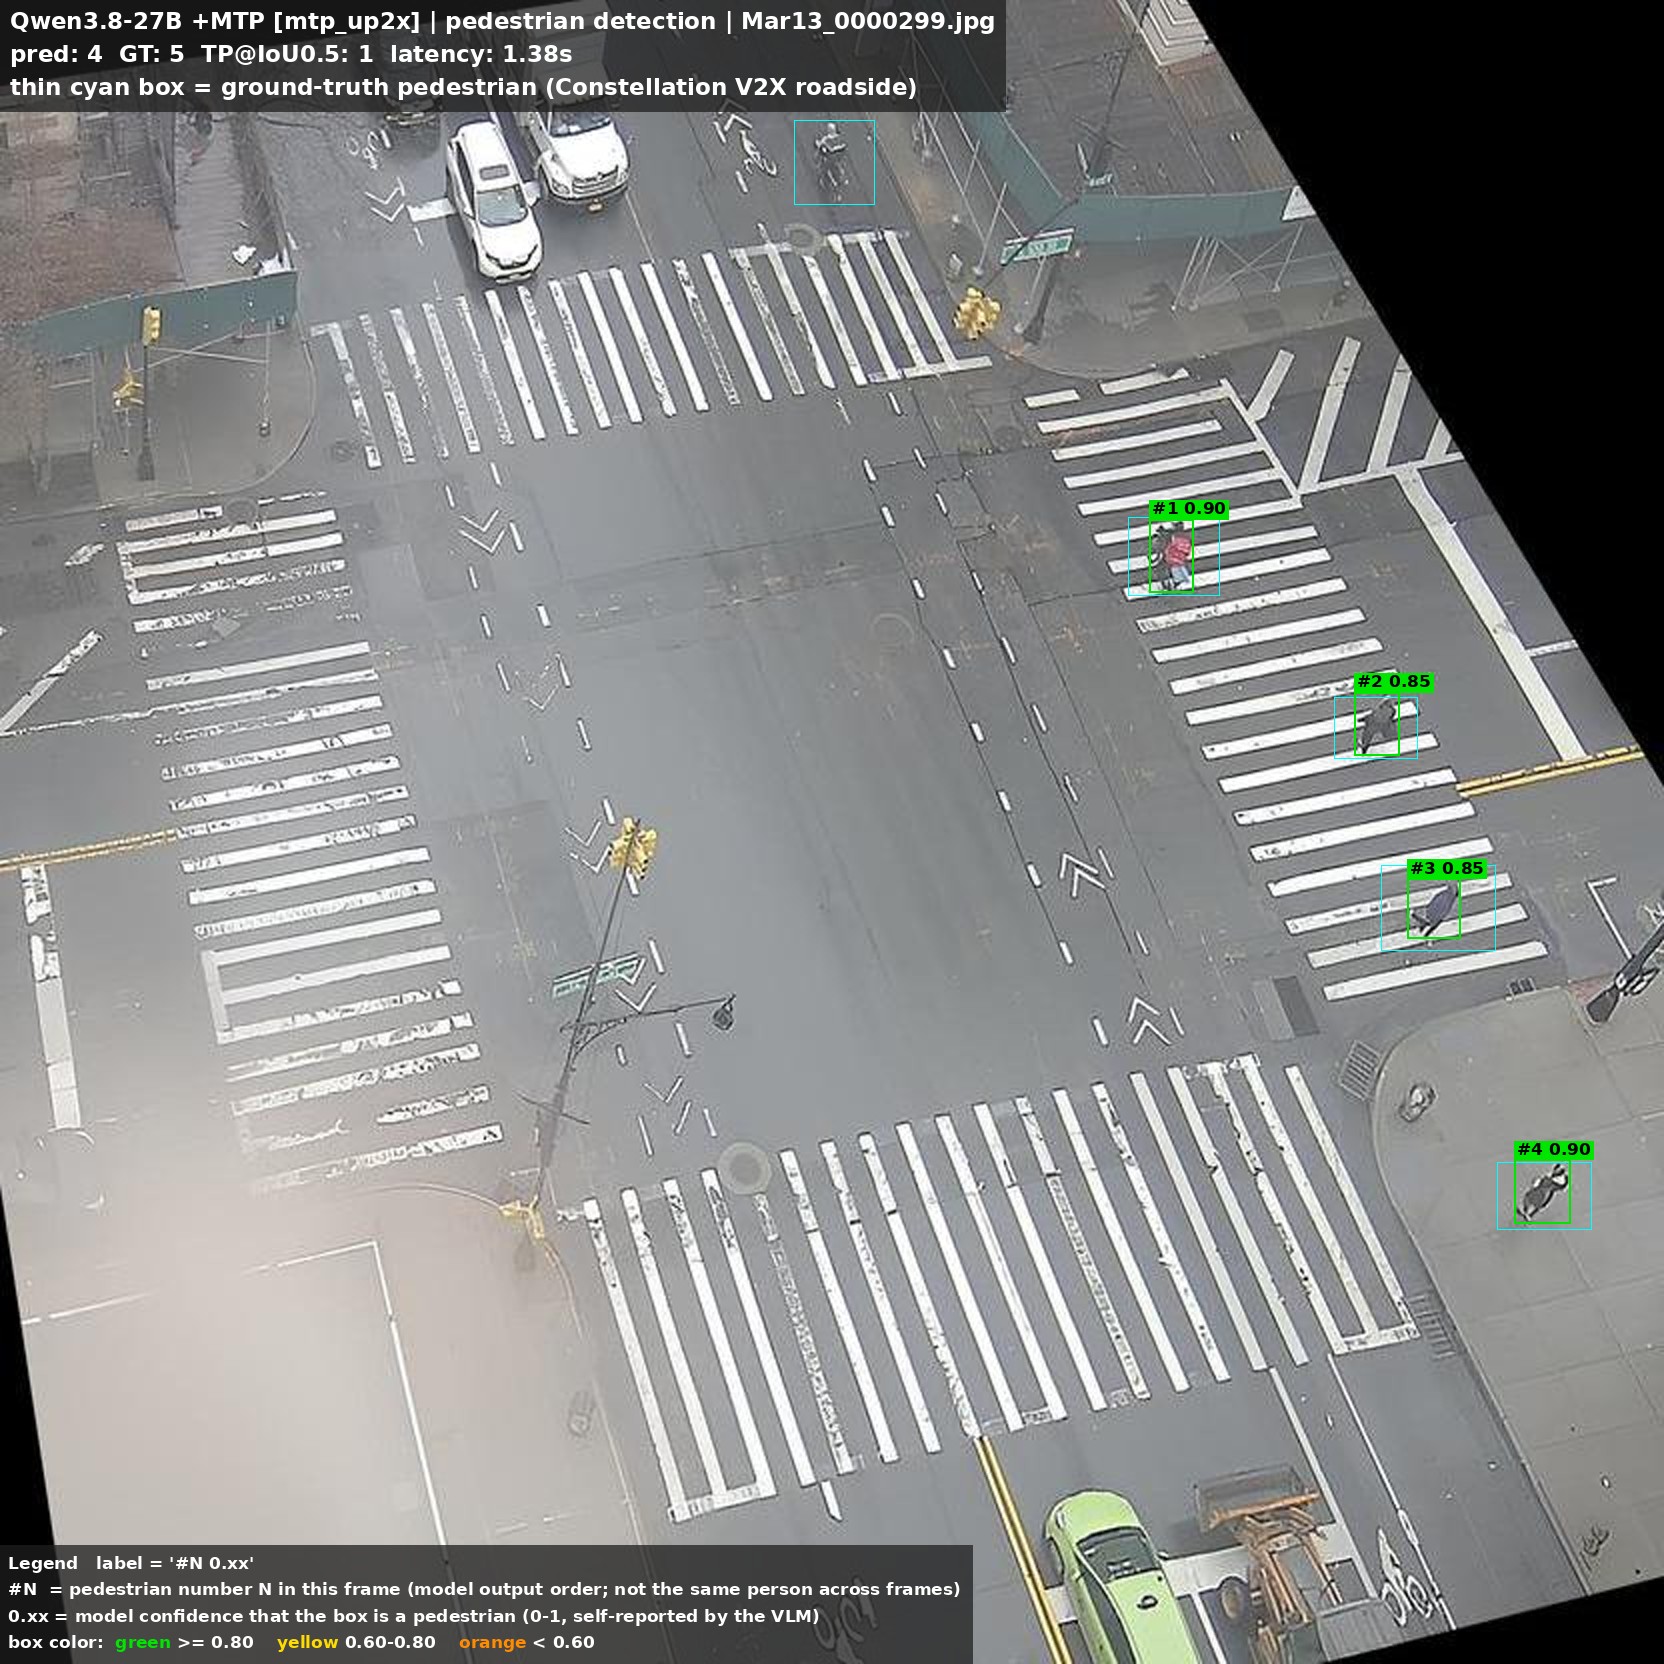 Qwen3.8-27B +MTP [mtp_up2x] | pedestrian detection | Mar13_0000299.jpg
pred: 4  GT: 5  TP@IoU0.5: 1  latency: 1.38s
thin cyan box = ground-truth pedestrian (Constellation V2X roadside)
#1 0.90
#2 0.85
#3 0.85
#4 0.90
Legend   label = '#N 0.xx'
#N  = pedestrian number N in this frame (model output order; not the same person across frames)
0.xx = model confidence that the box is a pedestrian (0-1, self-reported by the VLM)
box color:  green >= 0.80    yellow 0.60-0.80    orange < 0.60